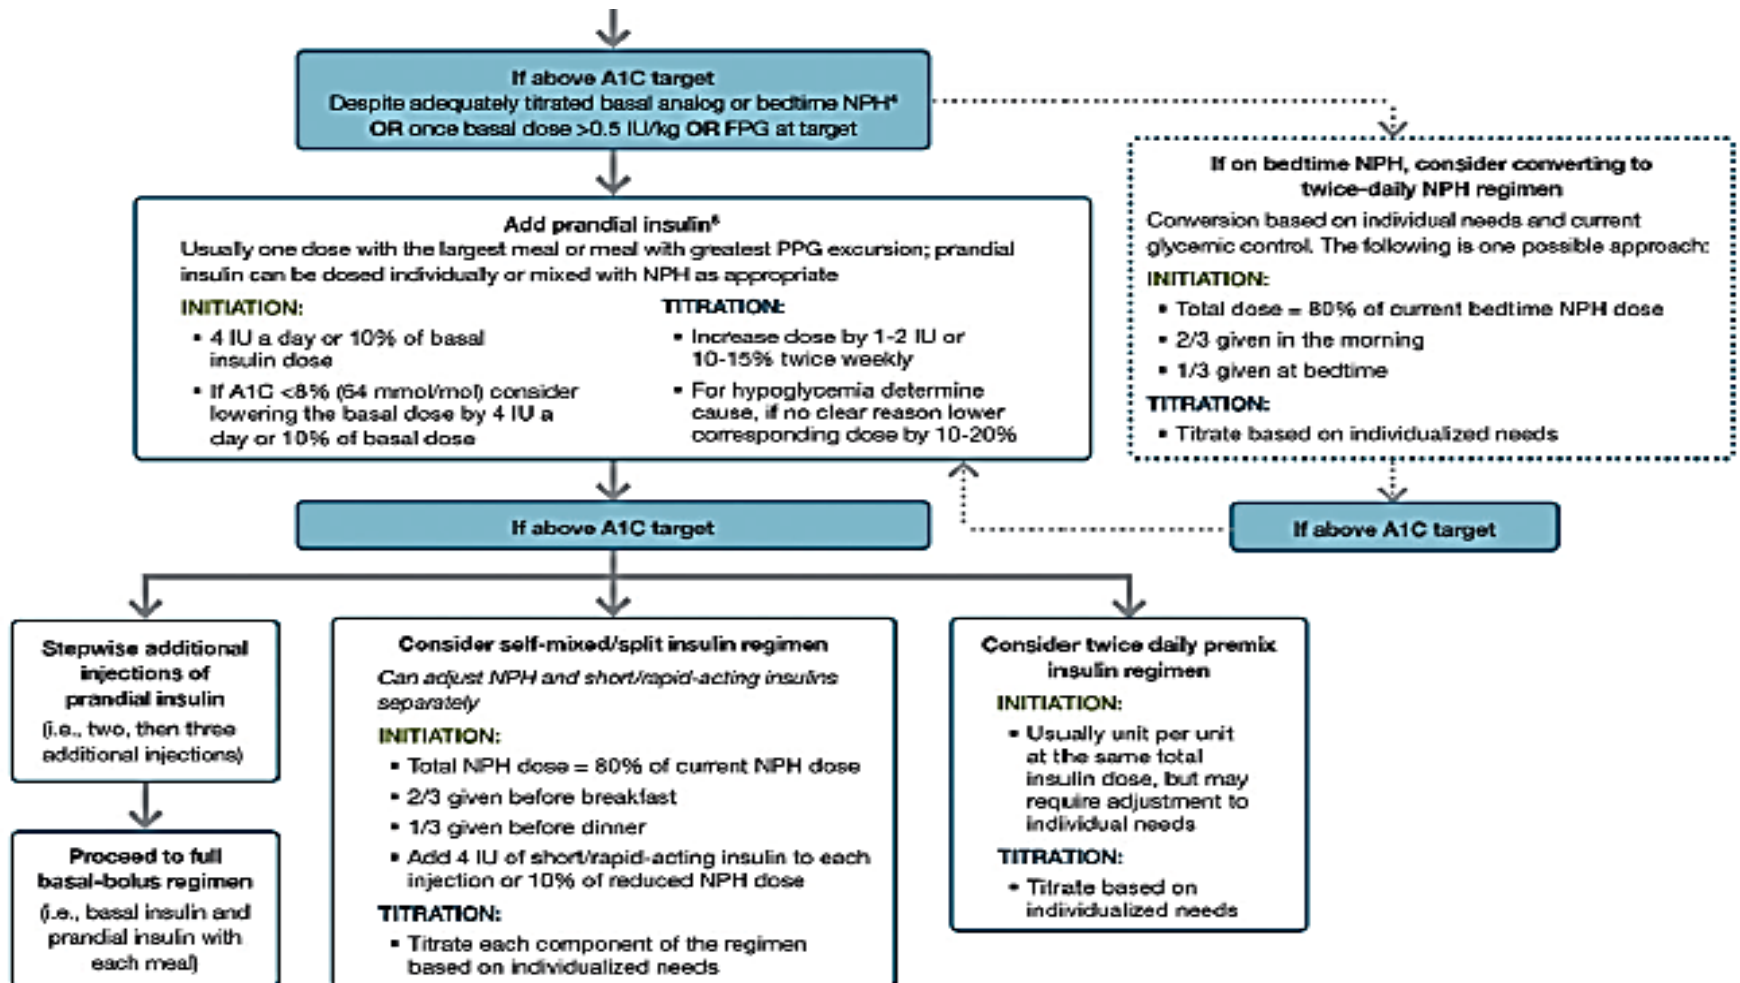 If above A1C target
Despite adequately titrated basal analog or bedtime NPH⁴
OR once basal dose >0.5 IU/kg OR FPG at target
If on bedtime NPH, consider converting to
twice-daily NPH regimen
Conversion based on individual needs and current
glycemic control. The following is one possible approach:
INITIATION:
▪ Total dose = 80% of current bedtime NPH dose
▪ 2/3 given in the morning
▪ 1/3 given at bedtime
TITRATION:
▪ Titrate based on individualized needs
If above A1C target
Add prandial insulin⁵
Usually one dose with the largest meal or meal with greatest PPG excursion; prandial
insulin can be dosed individually or mixed with NPH as appropriate
INITIATION:
▪ 4 IU a day or 10% of basal
insulin dose
▪ If A1C <8% (64 mmol/mol) consider
lowering the basal dose by 4 IU a
day or 10% of basal dose
TITRATION:
▪ Increase dose by 1-2 IU or
10-15% twice weekly
▪ For hypoglycemia determine
cause, if no clear reason lower
corresponding dose by 10-20%
If above A1C target
Stepwise additional
injections of
prandial insulin
(i.e., two, then three
additional injections)
Proceed to full
basal-bolus regimen
(i.e., basal insulin and
prandial insulin with
each meal)
Consider self-mixed/split insulin regimen
Can adjust NPH and short/rapid-acting insulins
separately
INITIATION:
▪ Total NPH dose = 80% of current NPH dose
▪ 2/3 given before breakfast
▪ 1/3 given before dinner
▪ Add 4 IU of short/rapid-acting insulin to each
injection or 10% of reduced NPH dose
TITRATION:
▪ Titrate each component of the regimen
based on individualized needs
Consider twice daily premix
insulin regimen
INITIATION:
▪ Usually unit per unit
at the same total
insulin dose, but may
require adjustment to
individual needs
TITRATION:
▪ Titrate based on
individualized needs